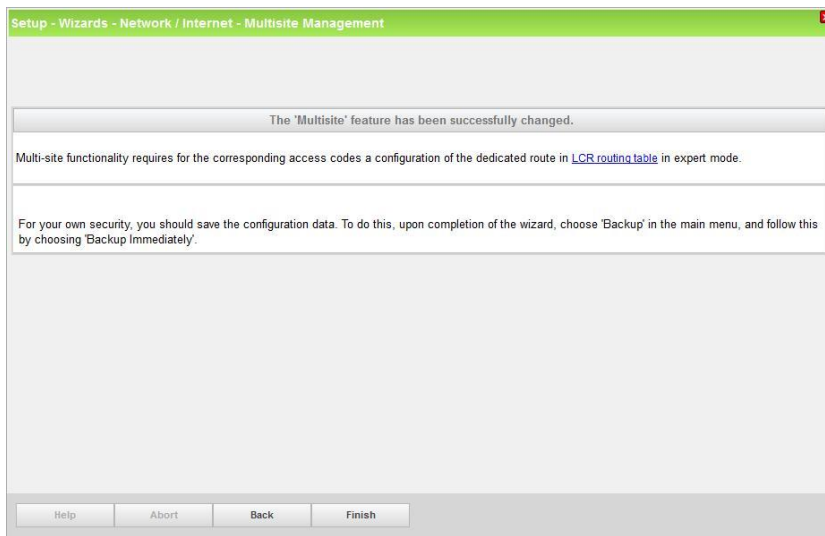 Setup - Wizards - Network / Internet - Multisite Management
The 'Multisite' feature has been successfully changed.
Multi-site functionality requires for the corresponding access codes a configuration of the dedicated route in LCR routing table in expert mode.
For your own security, you should save the configuration data. To do this, upon completion of the wizard, choose 'Backup' in the main menu, and follow this
by choosing 'Backup Immediately'.
Help Abort Back Finish